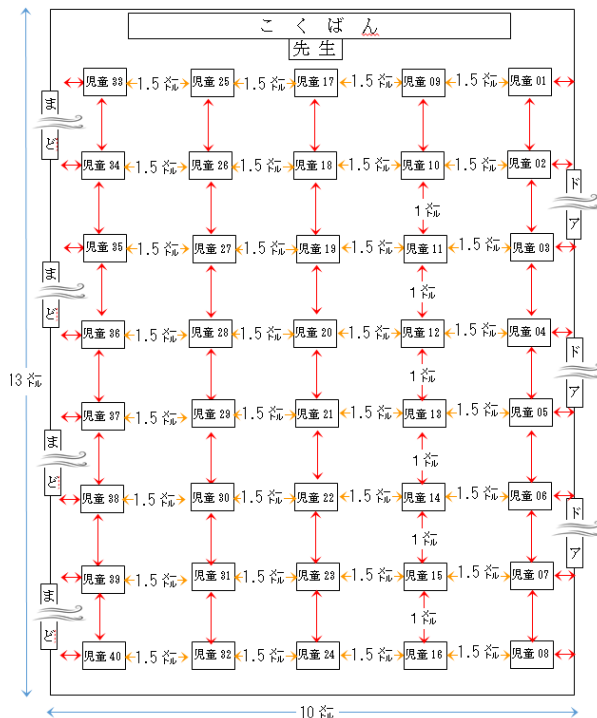 こくばん
先生
児童33 1.5メートル 児童25 1.5メートル 児童17 1.5メートル 児童09 1.5メートル 児童01
まど
児童34 1.5メートル 児童26 1.5メートル 児童18 1.5メートル 児童10 1.5メートル 児童02
ドア
1メートル
児童35 1.5メートル 児童27 1.5メートル 児童19 1.5メートル 児童11 1.5メートル 児童03
まど
1メートル
児童36 1.5メートル 児童28 1.5メートル 児童20 1.5メートル 児童12 1.5メートル 児童04
ドア
13メートル
1メートル
児童37 1.5メートル 児童29 1.5メートル 児童21 1.5メートル 児童13 1.5メートル 児童05
まど
1メートル
児童38 1.5メートル 児童30 1.5メートル 児童22 1.5メートル 児童14 1.5メートル 児童06
ドア
1メートル
児童39 1.5メートル 児童31 1.5メートル 児童23 1.5メートル 児童15 1.5メートル 児童07
まど
1メートル
児童40 1.5メートル 児童32 1.5メートル 児童24 1.5メートル 児童16 1.5メートル 児童08
10メートル